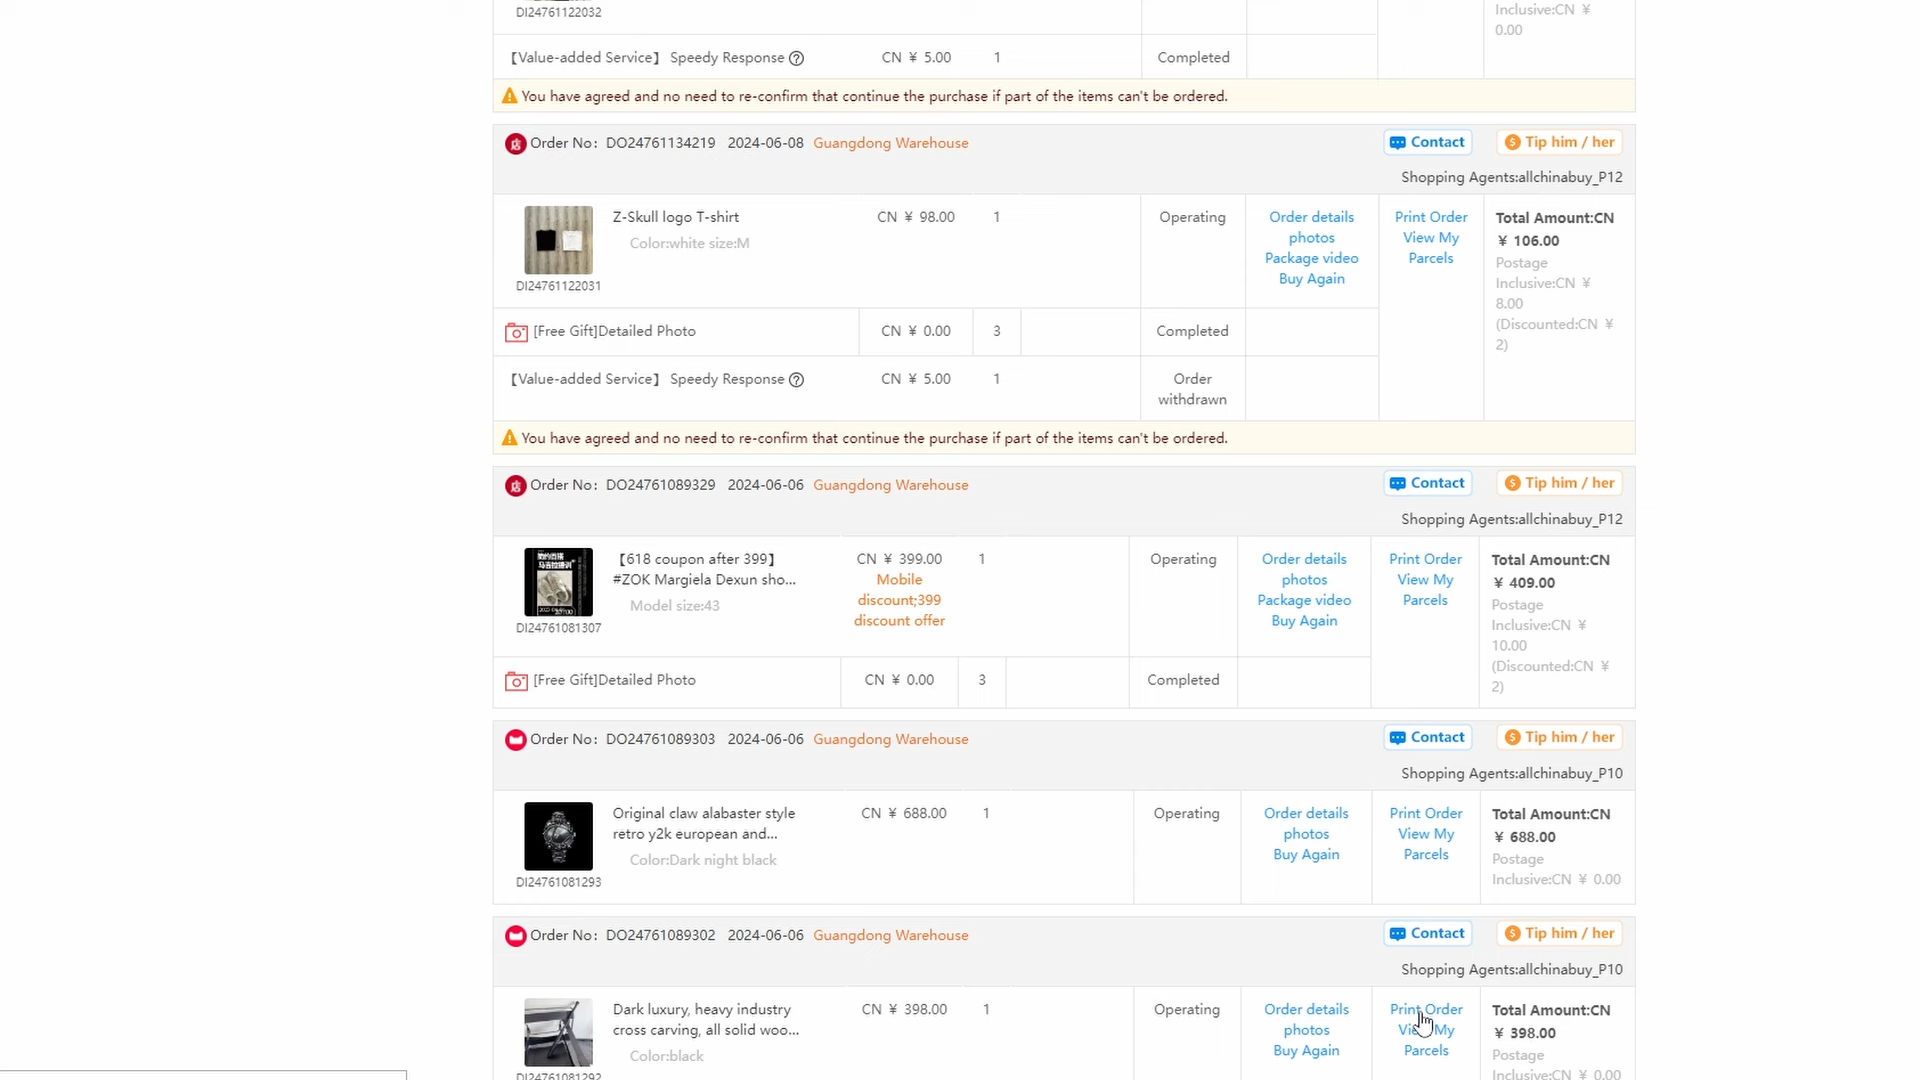 DI24761122032
Inclusive:CN ¥
0.00
【Value-added Service】 Speedy Response ?
CN ¥ 5.00
1
Completed
You have agreed and no need to re-confirm that continue the purchase if part of the items can't be ordered.
店 Order No：DO24761134219 2024-06-08 Guangdong Warehouse
Contact
$ Tip him / her
Shopping Agents:allchinabuy_P12
Z-Skull logo T-shirt
Color:white size:M
DI24761122031
CN ¥ 98.00
1
Operating
Order details
photos
Package video
Buy Again
Print Order
View My
Parcels
Total Amount:CN
¥ 106.00
Postage
Inclusive:CN ¥
8.00
(Discounted:CN ¥
2)
[Free Gift]Detailed Photo
CN ¥ 0.00
3
Completed
【Value-added Service】 Speedy Response ?
CN ¥ 5.00
1
Order
withdrawn
You have agreed and no need to re-confirm that continue the purchase if part of the items can't be ordered.
店 Order No：DO24761089329 2024-06-06 Guangdong Warehouse
Contact
$ Tip him / her
Shopping Agents:allchinabuy_P12
【618 coupon after 399】
#ZOK Margiela Dexun sho...
Model size:43
DI24761081307
CN ¥ 399.00
Mobile
discount;399
discount offer
1
Operating
Order details
photos
Package video
Buy Again
Print Order
View My
Parcels
Total Amount:CN
¥ 409.00
Postage
Inclusive:CN ¥
10.00
(Discounted:CN ¥
2)
[Free Gift]Detailed Photo
CN ¥ 0.00
3
Completed
Order No：DO24761089303 2024-06-06 Guangdong Warehouse
Contact
$ Tip him / her
Shopping Agents:allchinabuy_P10
Original claw alabaster style
retro y2k european and...
Color:Dark night black
DI24761081293
CN ¥ 688.00
1
Operating
Order details
photos
Buy Again
Print Order
View My
Parcels
Total Amount:CN
¥ 688.00
Postage
Inclusive:CN ¥ 0.00
Order No：DO24761089302 2024-06-06 Guangdong Warehouse
Contact
$ Tip him / her
Shopping Agents:allchinabuy_P10
Dark luxury, heavy industry
cross carving, all solid woo...
Color:black
DI24761081292
CN ¥ 398.00
1
Operating
Order details
photos
Buy Again
Print Order
View My
Parcels
Total Amount:CN
¥ 398.00
Postage
Inclusive:CN ¥ 0.00